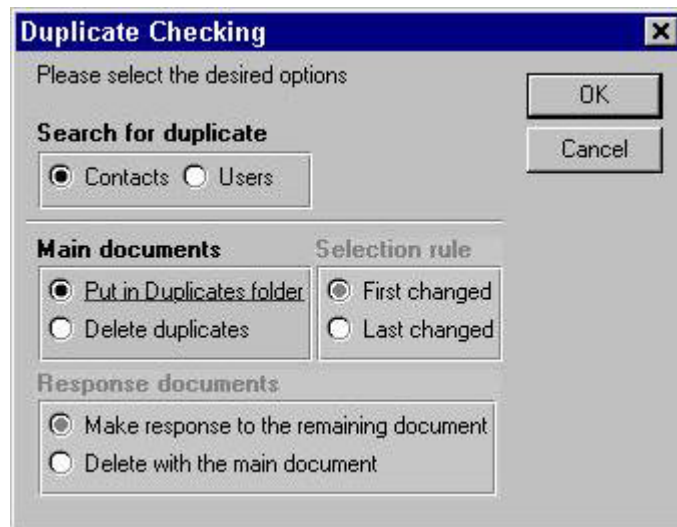 Duplicate Checking
Please select the desired options
OK
Search for duplicate
Cancel
Contacts Users
Main documents Selection rule
Put in Duplicates folder First changed
Delete duplicates Last changed
Response documents
Make response to the remaining document
Delete with the main document